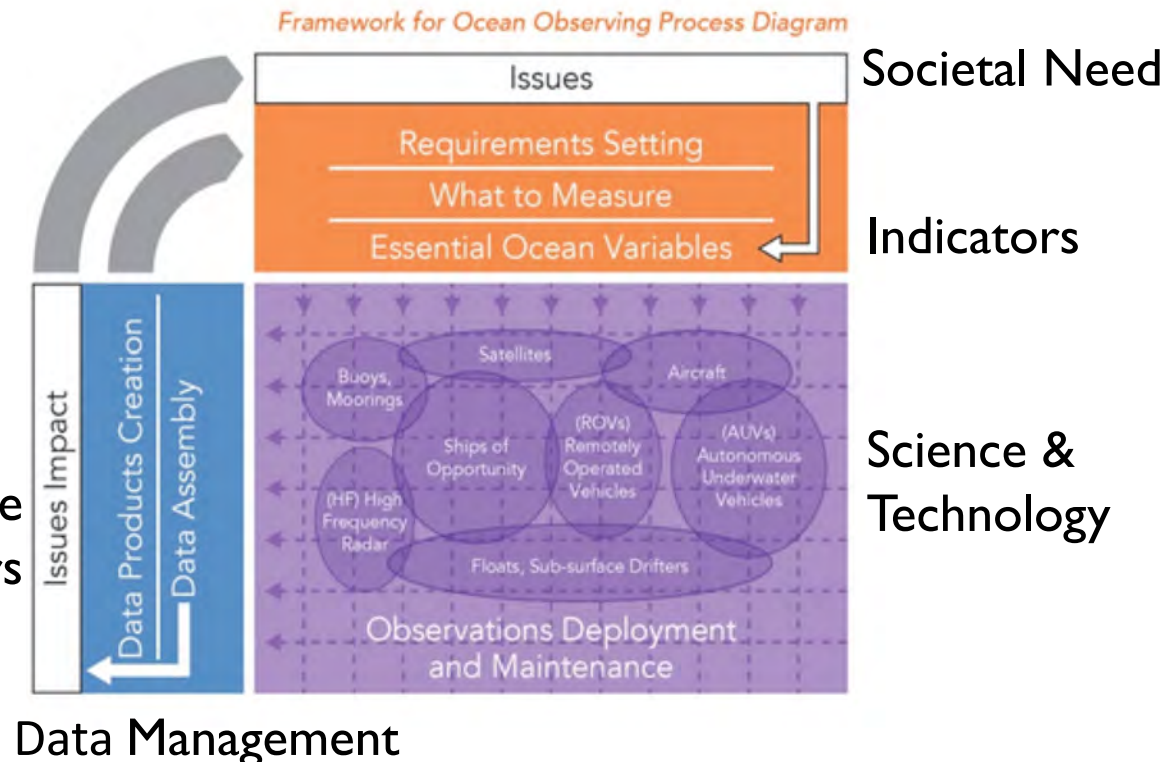 Framework for Ocean Observing Process Diagram
Issues
Societal Need
Requirements Setting
What to Measure
Essential Ocean Variables
Indicators
Satellites
Aircraft
Buoys,
Moorings
Ships of
Opportunity
(ROVs)
Remotely
Operated
Vehicles
(AUVs)
Autonomous
Underwater
Vehicles
(HF) High
Frequency
Radar
Floats, Sub-surface Drifters
Observations Deployment
and Maintenance
Science &
Technology
Data Assembly
Data Products Creation
Issues Impact
Data Management